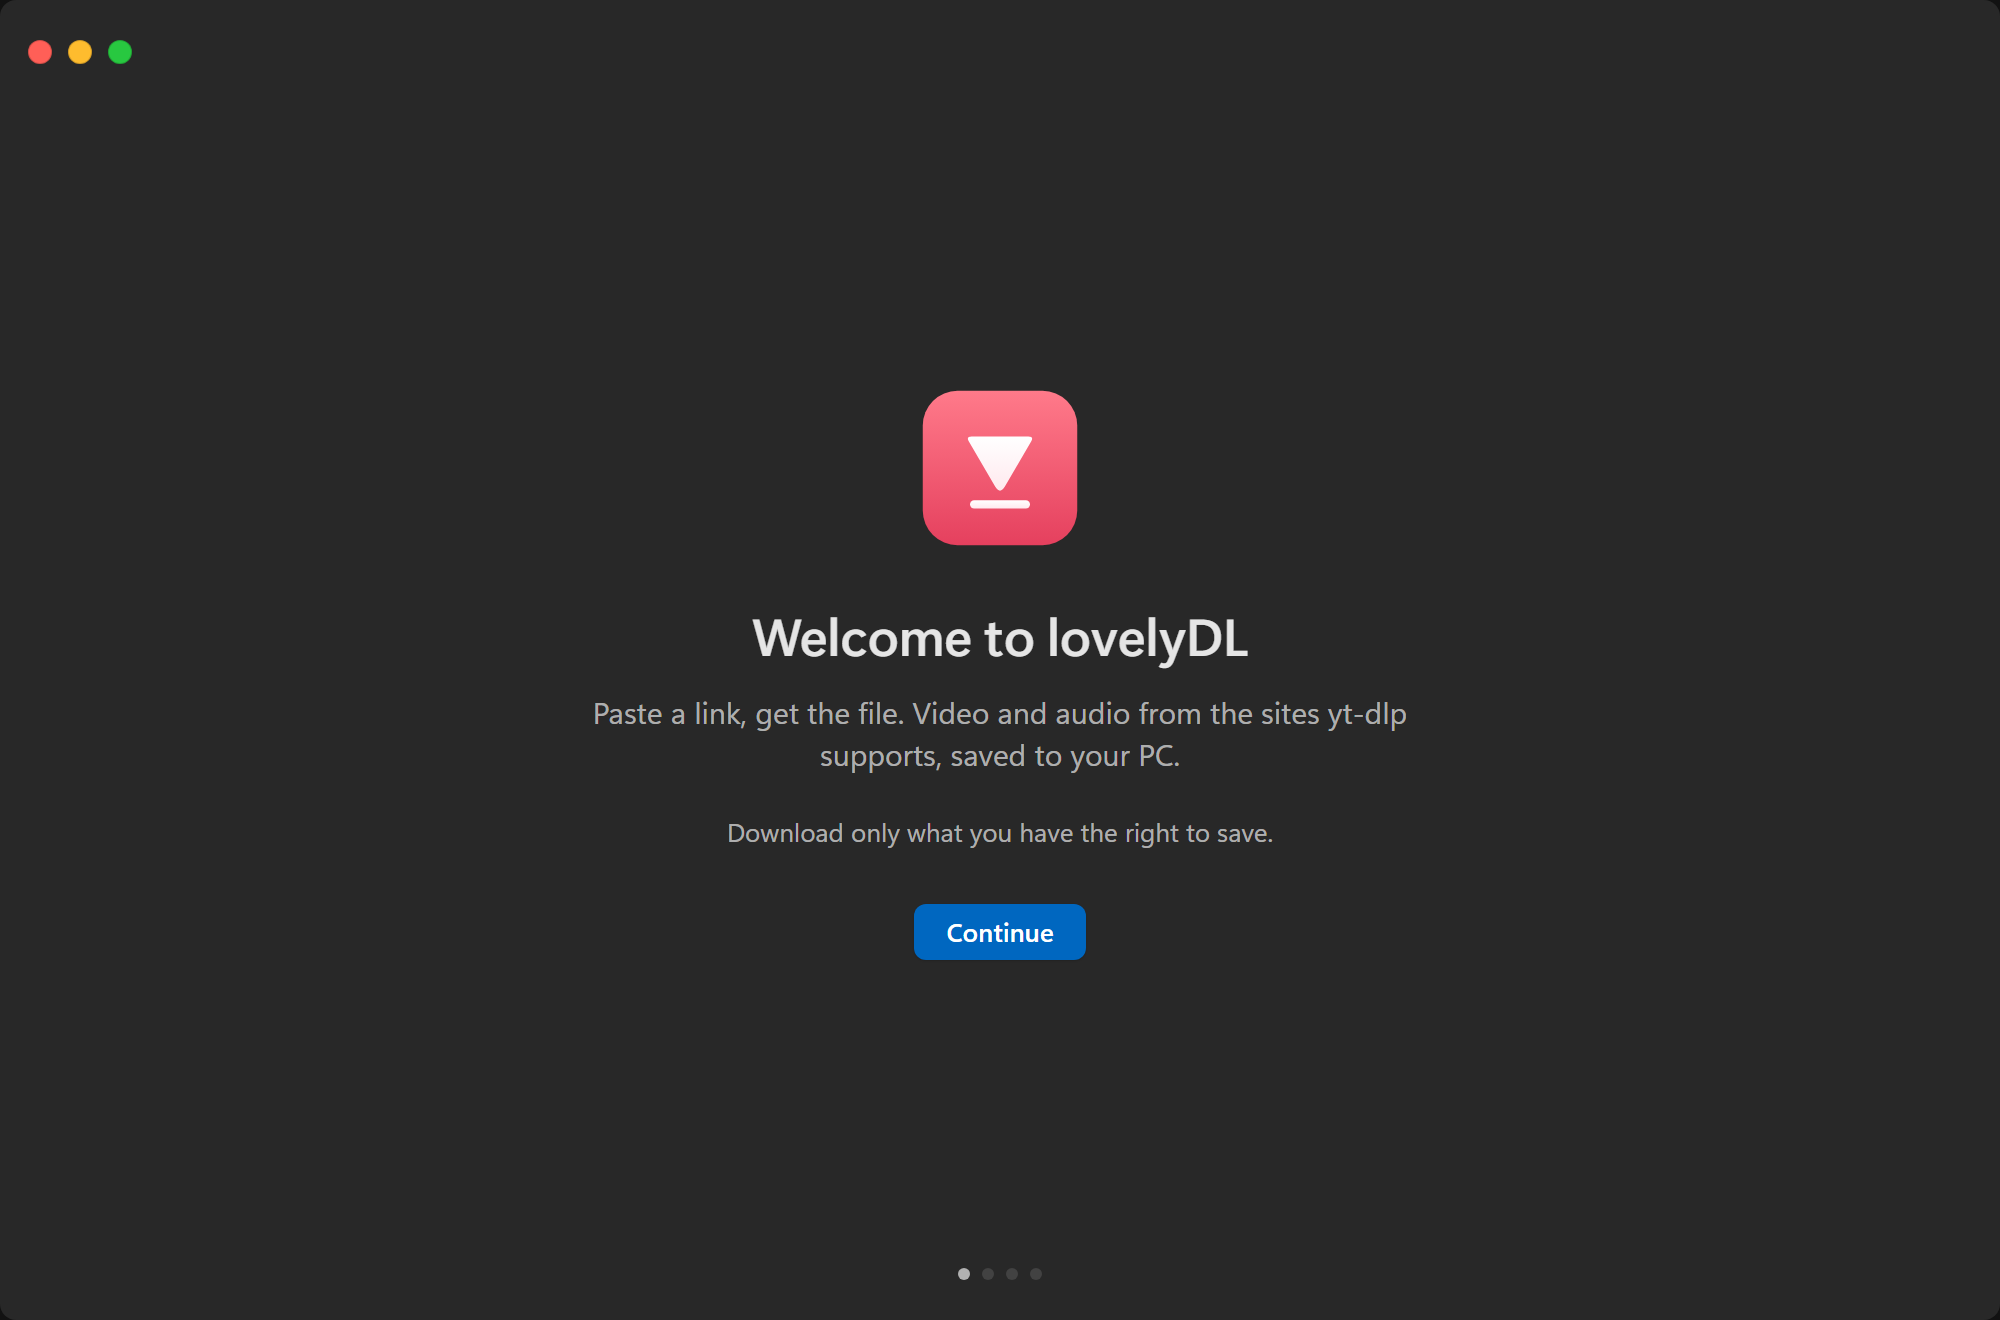 Welcome to lovelyDL
Paste a link, get the file. Video and audio from the sites yt-dlp
supports, saved to your PC.
Download only what you have the right to save.
Continue